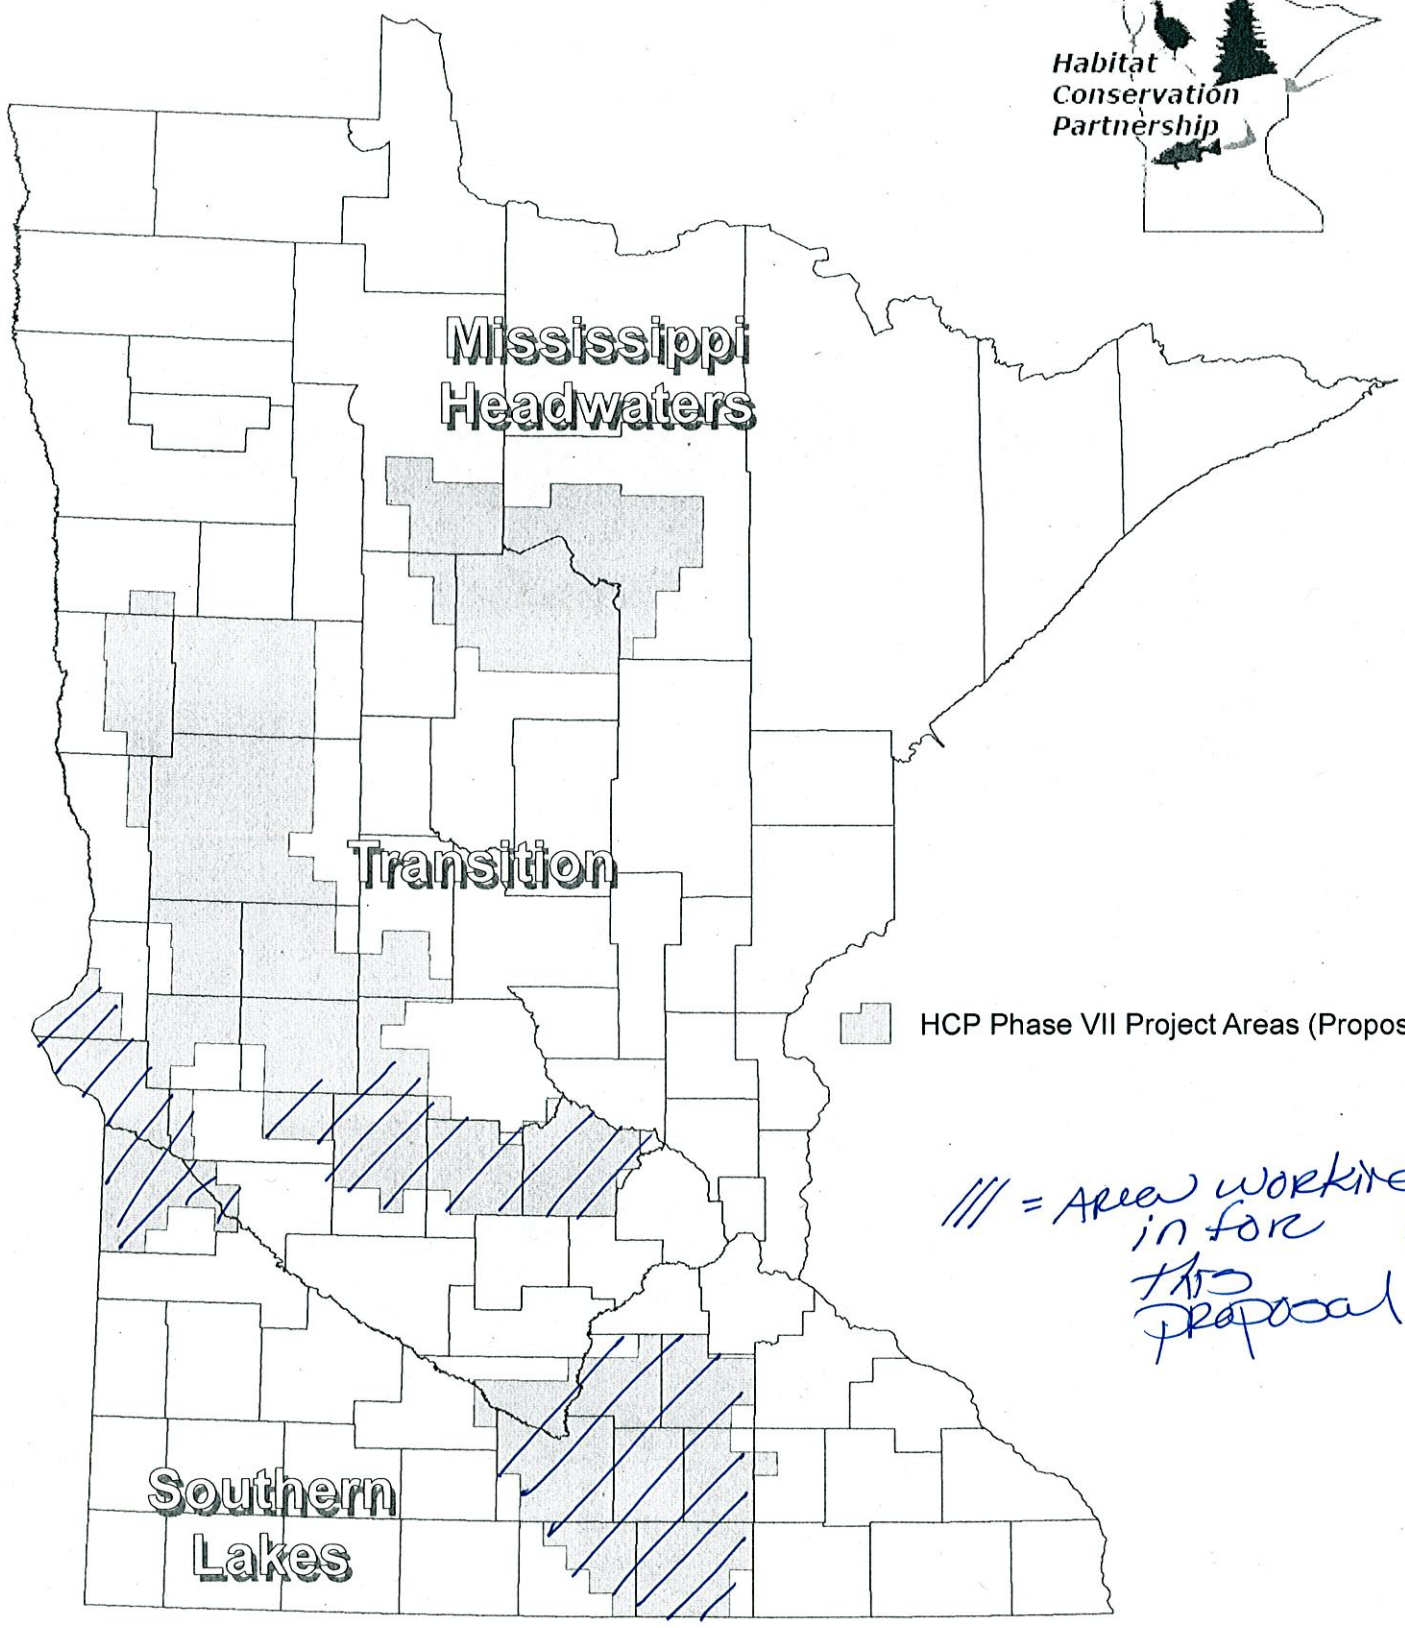 Habitat
Conservation
Partnership
Mississippi
Headwaters
Transition
HCP Phase VII Project Areas (Propos
/// = AREA WORKING
in for
this
proposal
Southern
Lakes